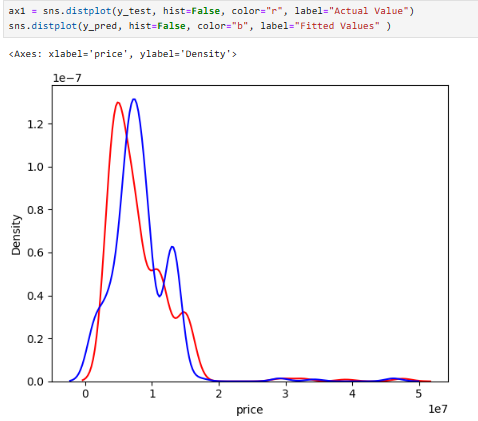 ax1 = sns.distplot(y_test, hist=False, color="r", label="Actual Value")
sns.distplot(y_pred, hist=False, color="b", label="Fitted Values" )
<Axes: xlabel='price', ylabel='Density'>
1e−7
1.2
1.0
0.8
Density
0.6
0.4
0.2
0.0
0 1 2 3 4 5
price
1e7